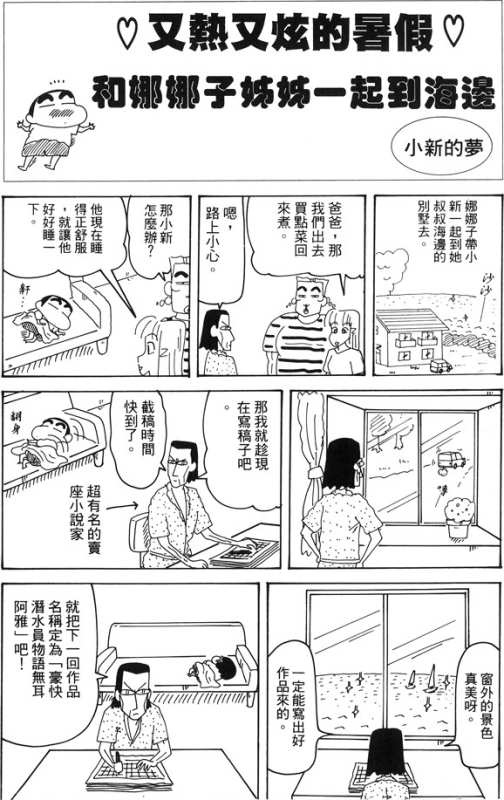 ♡又熱又炫的暑假♡
和娜娜子姊姊一起到海邊
小新的夢
娜娜子帶小
新一起到她
叔叔海邊的
別墅去。
沙沙
爸爸，那
我們出去
買點菜回
來煮。
嗯，
路上小心。
那小新
怎麼辦？
他現在睡
得正舒服
，就讓他
好好睡一
下。
鼾
那我就趁現
在寫稿子吧
截稿時間
快到了。
超有名的賣
座小說家
翻身
窗外的景色
真美呀。
一定能寫出好
作品來的。
就把下一回作品
名稱定為「豪快
潛水員物語無耳
阿雅」吧！